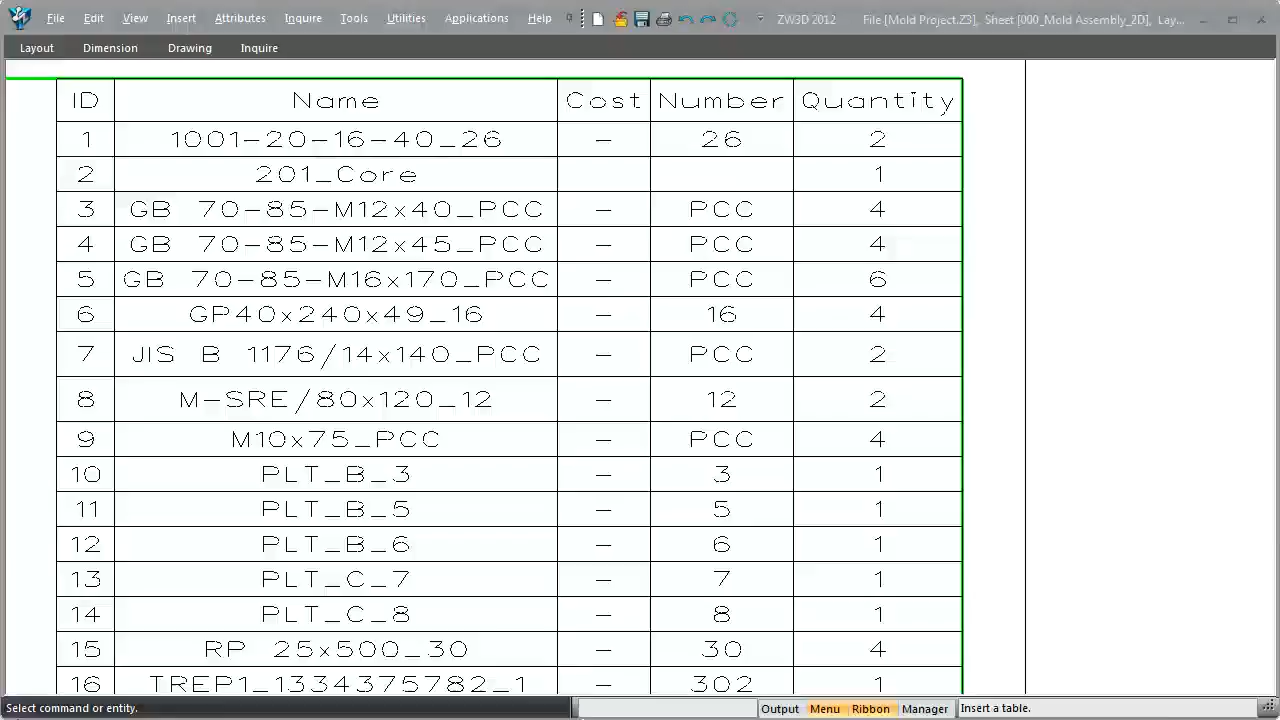 File Edit View Insert Attributes Inquire Tools Utilities Applications Help ZW3D 2012 File [Mold Project.Z3], Sheet [000_Mold Assembly_2D], Lay...
Layout Dimension Drawing Inquire
ID Name Cost Number Quantity
1 1001-20-16-40_26 - 26 2
2 201_Core 1
3 GB 70-85-M12x40_PCC - PCC 4
4 GB 70-85-M12x45_PCC - PCC 4
5 GB 70-85-M16x170_PCC - PCC 6
6 GP40x240x49_16 - 16 4
7 JIS B 1176/14x140_PCC - PCC 2
8 M-SRE/80x120_12 - 12 2
9 M10x75_PCC - PCC 4
10 PLT_B_3 - 3 1
11 PLT_B_5 - 5 1
12 PLT_B_6 - 6 1
13 PLT_C_7 - 7 1
14 PLT_C_8 - 8 1
15 RP 25x500_30 - 30 4
16 TREP1_1334375782_1 - 302 1
Select command or entity. Output Menu Ribbon Manager Insert a table.